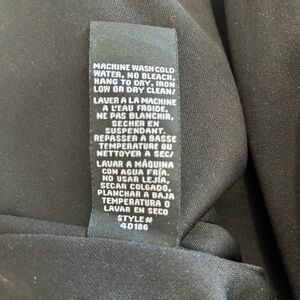 MACHINE WASH COLD
WATER, NO BLEACH,
HANG TO DRY, IRON
LOW OR DRY CLEAN/
LAVER A LA MACHINE
A L'EAU FROIDE.
NE PAS BLANCHIR,
SECHER EN
SUSPENDANT.
REPASSER A BASSE
TEMPERATURE OU
NETTOYER A SEC/
LAVAR A MÁQUINA
CON AGUA FRÍA.
NO USAR LEJÍA,
SECAR COLGADO,
PLANCHAR A BAJA
TEMPERATURA O
LAVAR EN SECO
STYLE#
4D186